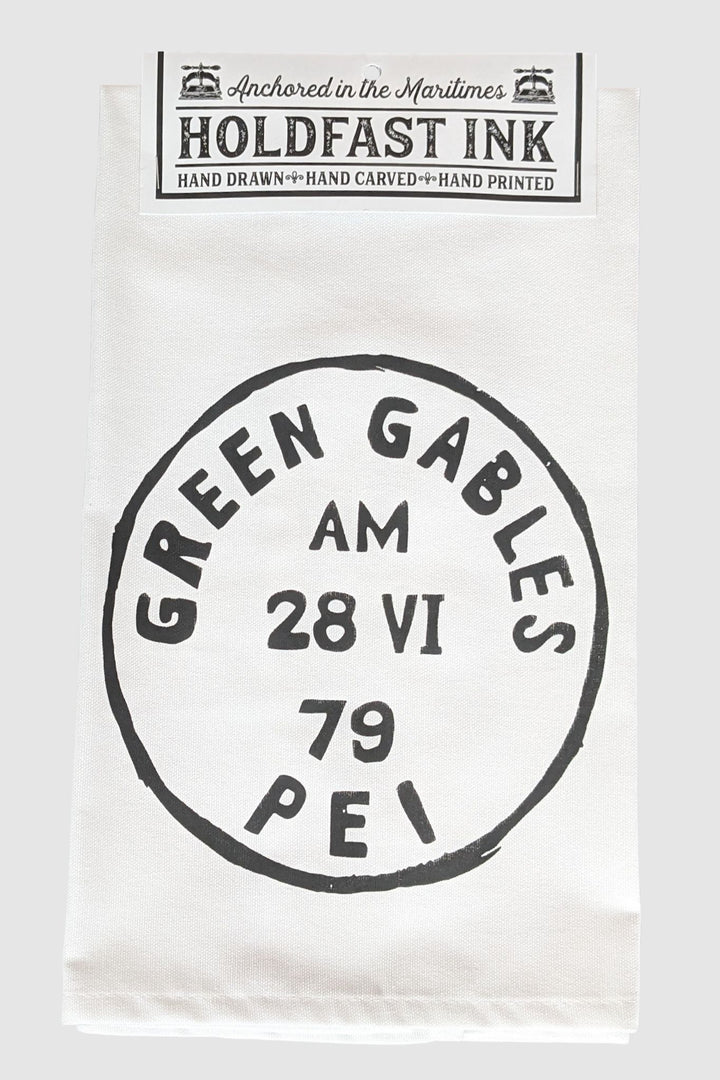 Anchored in the Maritimes
HOLDFAST INK
HAND DRAWN HAND CARVED HAND PRINTED
GREEN GABLES
AM
28 VI
79
PEI